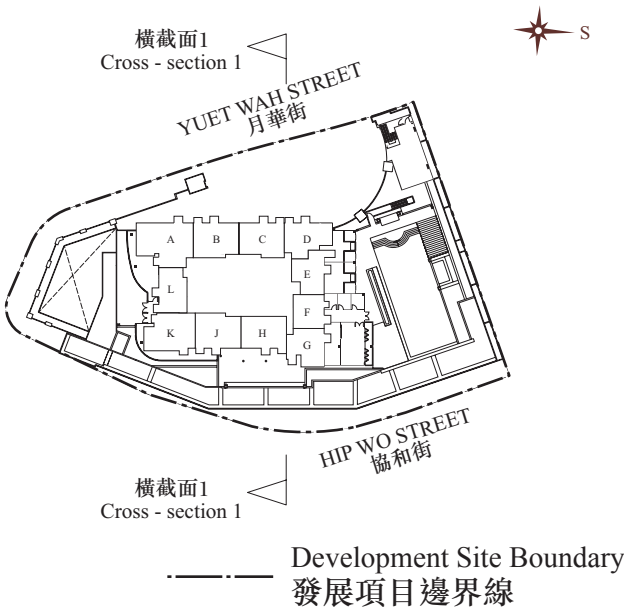 橫截面1
Cross - section 1
S
YUET WAH STREET
月華街
A
B
C
D
E
L
F
K
J
H
G
HIP WO STREET
協和街
橫截面1
Cross - section 1
Development Site Boundary
發展項目邊界線